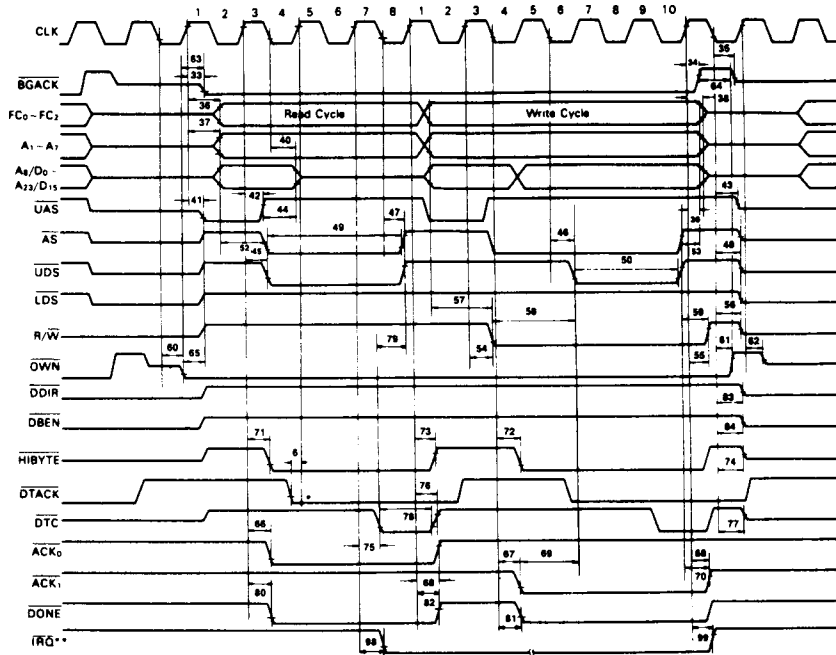 1 2 3 4 5 6 7 8 1 2 3 4 5 6 7 8 9 10
CLK
63 35
33 34
BGACK
64
36 38
FC₀~FC₂ Read Cycle Write Cycle
37
A₁~A₇
40
A₈/D₀~
A₂₃/D₁₅
41 42 43
UAS
44 47 46 36
AS
49 53
52 45 50 48
UDS
LDS
57 58 56
R/W
79 54 59
60 65 55 61 62
OWN
DDIR
83
DBEN
84
71 73 72
HIBYTE
6 74
DTACK
76
78
DTC
66 75 77
ACK₀
67 69 68
70
ACK₁
80 68
82
DONE
81
IRQ**
98 99